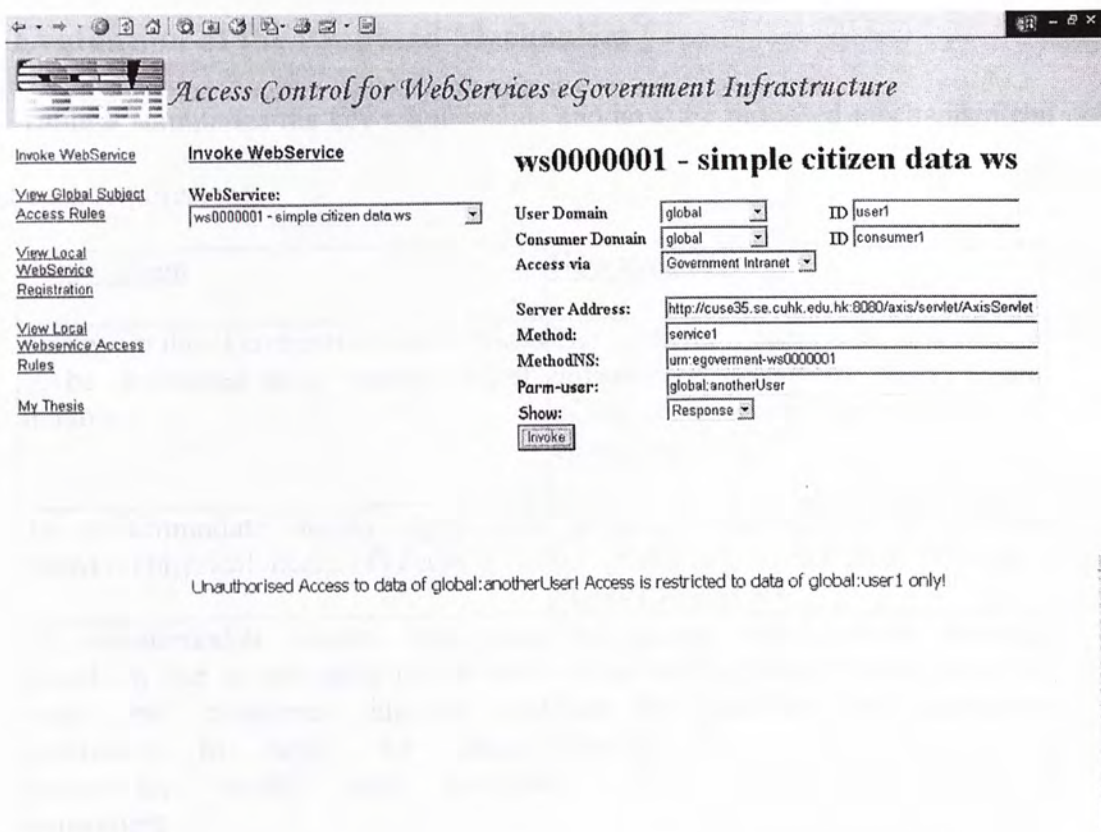 Access Control for WebServices eGovernment Infrastructure
Invoke WebService
View Global Subject
Access Rules
View Local
WebService
Registration
View Local
Webservice Access
Rules
My Thesis
Invoke WebService
WebService:
ws0000001 - simple citizen data ws
ws0000001 - simple citizen data ws
User Domain global ID user1
Consumer Domain global ID consumer1
Access via Government Intranet
Server Address: http://cuse35.se.cuhk.edu.hk:8080/axis/servlet/AxisServlet
Method: service1
MethodNS: urn:egoverment-ws0000001
Parm-user: global:anotherUser
Show: Response
Invoke
Unauthorised Access to data of global:anotherUser! Access is restricted to data of global:user1 only!